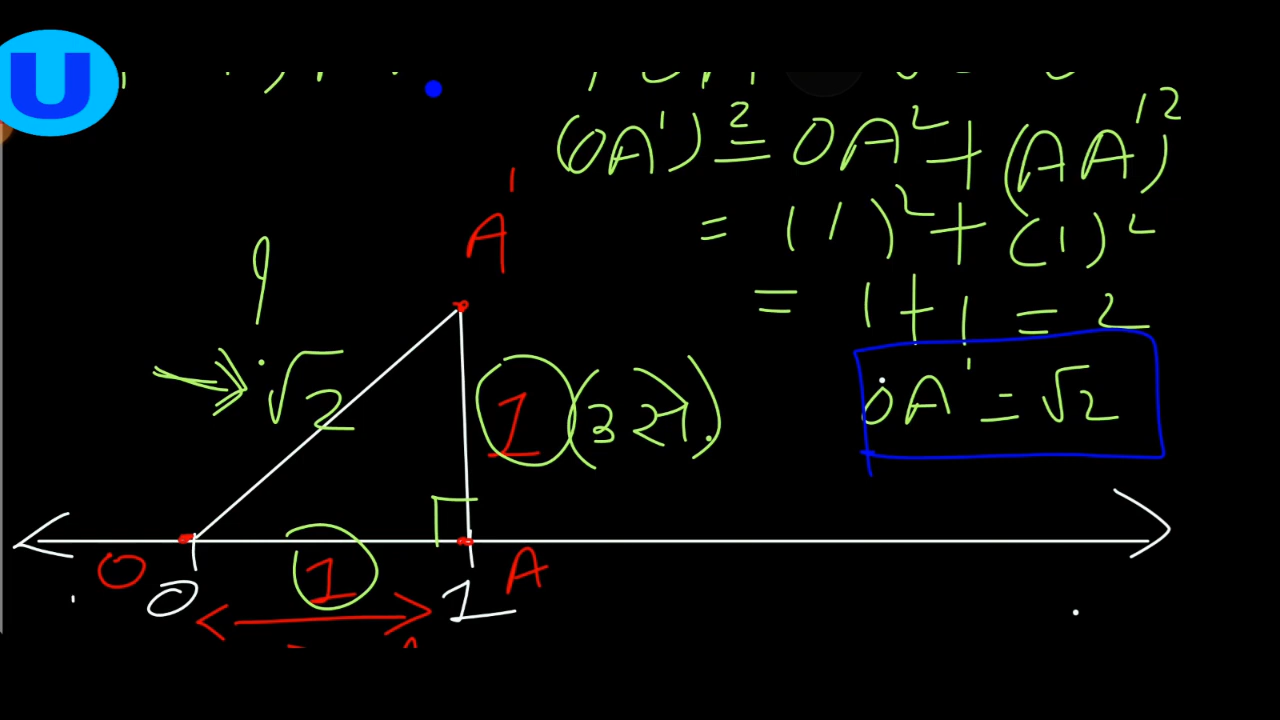 U
(OA')² = OA² + (AA')²
= (1)² + (1)²
= 1 + 1 = 2
OA' = √2
A'
√2
1
O
0
1
1
A